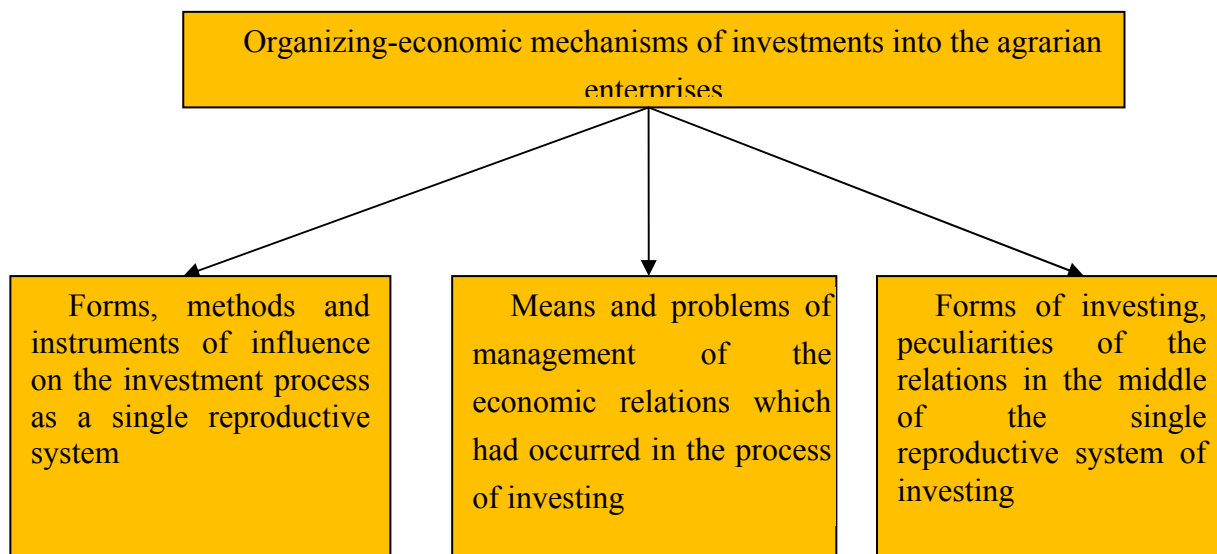 Organizing-economic mechanisms of investments into the agrarian
enterprises
Forms, methods and
instruments of influence
on the investment process
as a single reproductive
system
Means and problems of
management of the
economic relations which
had occurred in the process
of investing
Forms of investing,
peculiarities of the
relations in the middle
of the single
reproductive system of
investing